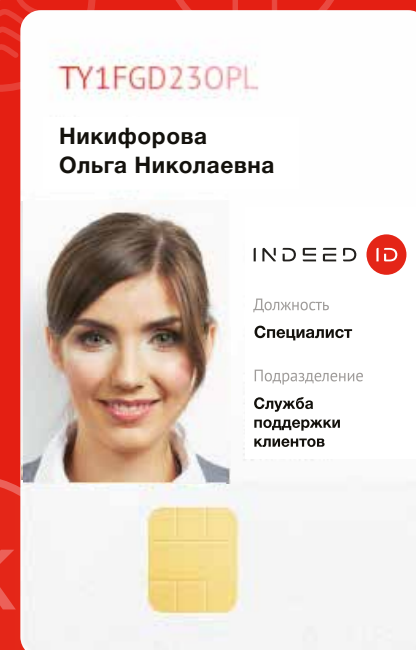 TY1FGD23OPL
Никифорова
Ольга Николаевна
INDEED ID
Должность
Специалист
Подразделение
Служба
поддержки
клиентов